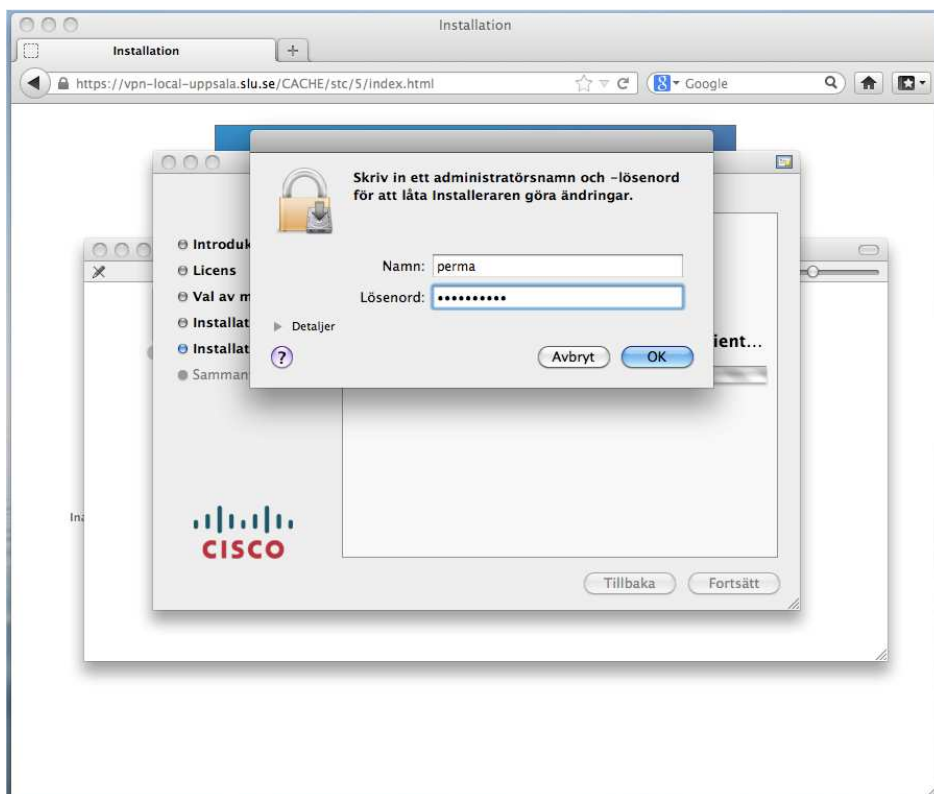 Installation
Installation
https://vpn-local-uppsala.slu.se/CACHE/stc/5/index.html
Google
Skriv in ett administratörsnamn och -lösenord
för att låta Installeraren göra ändringar.
Namn: perma
Lösenord: ••••••••••
Detaljer
?
Avbryt OK
Introduk
Licens
Val av m
Installat
Installat
Samman
ient...
CISCO
Tillbaka Fortsätt